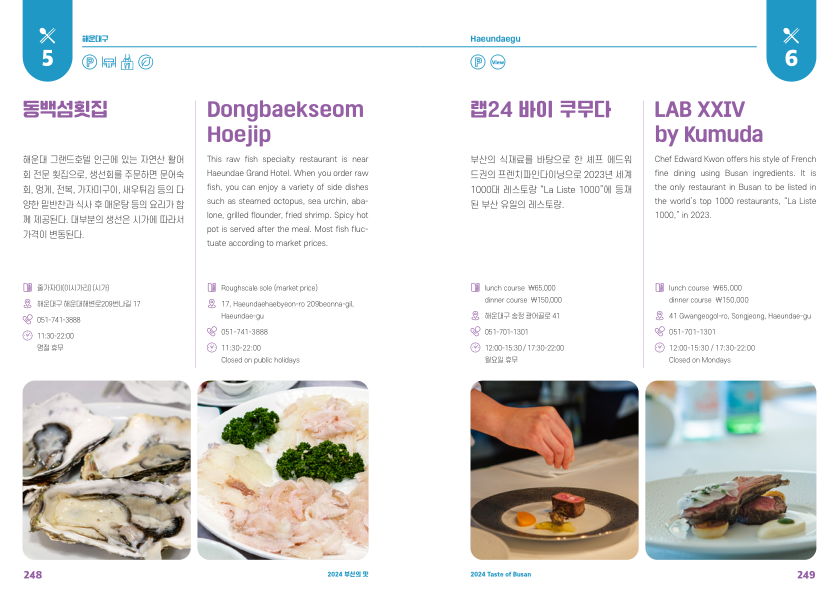 5
해운대구
P
동백섬횟집
해운대 그랜드호텔 인근에 있는 자연산 활어
회 전문 횟집으로, 생선회를 주문하면 문어숙
회, 멍게, 전복, 가자미구이, 새우튀김 등의 다
양한 밑반찬과 식사 후 매운탕 등의 요리가 함
께 제공된다. 대부분의 생선은 시가에 따라서
가격이 변동된다.
줄가자미(이시가리) (시가)
해운대구 해운대해변로209번나길 17
051-741-3888
11:30-22:00
명절 휴무
Dongbaekseom
Hoejip
This raw fish specialty restaurant is near
Haeundae Grand Hotel. When you order raw
fish, you can enjoy a variety of side dishes
such as steamed octopus, sea urchin, aba-
lone, grilled flounder, fried shrimp. Spicy hot
pot is served after the meal. Most fish fluc-
tuate according to market prices.
Roughscale sole (market price)
17, Haeundaehaebyeon-ro 209beonna-gil,
Haeundae-gu
051-741-3888
11:30-22:00
Closed on public holidays
248
2024 부산의 맛
Haeundaegu
6
P
View
랩24 바이 쿠무다
부산의 식재료를 바탕으로 한 셰프 에드워
드권의 프렌치파인다이닝으로 2023년 세계
1000대 레스토랑 “La Liste 1000”에 등재
된 부산 유일의 레스토랑.
lunch course ₩65,000
dinner course ₩150,000
해운대구 송정 광어골로 41
051-701-1301
12:00-15:30 / 17:30-22:00
월요일 휴무
LAB XXIV
by Kumuda
Chef Edward Kwon offers his style of French
fine dining using Busan ingredients. It is
the only restaurant in Busan to be listed in
the world's top 1000 restaurants, “La Liste
1000,” in 2023.
lunch course ₩65,000
dinner course ₩150,000
41 Gwangeogol-ro, Songjeong, Haeundae-gu
051-701-1301
12:00-15:30 / 17:30-22:00
Closed on Mondays
2024 Taste of Busan
249